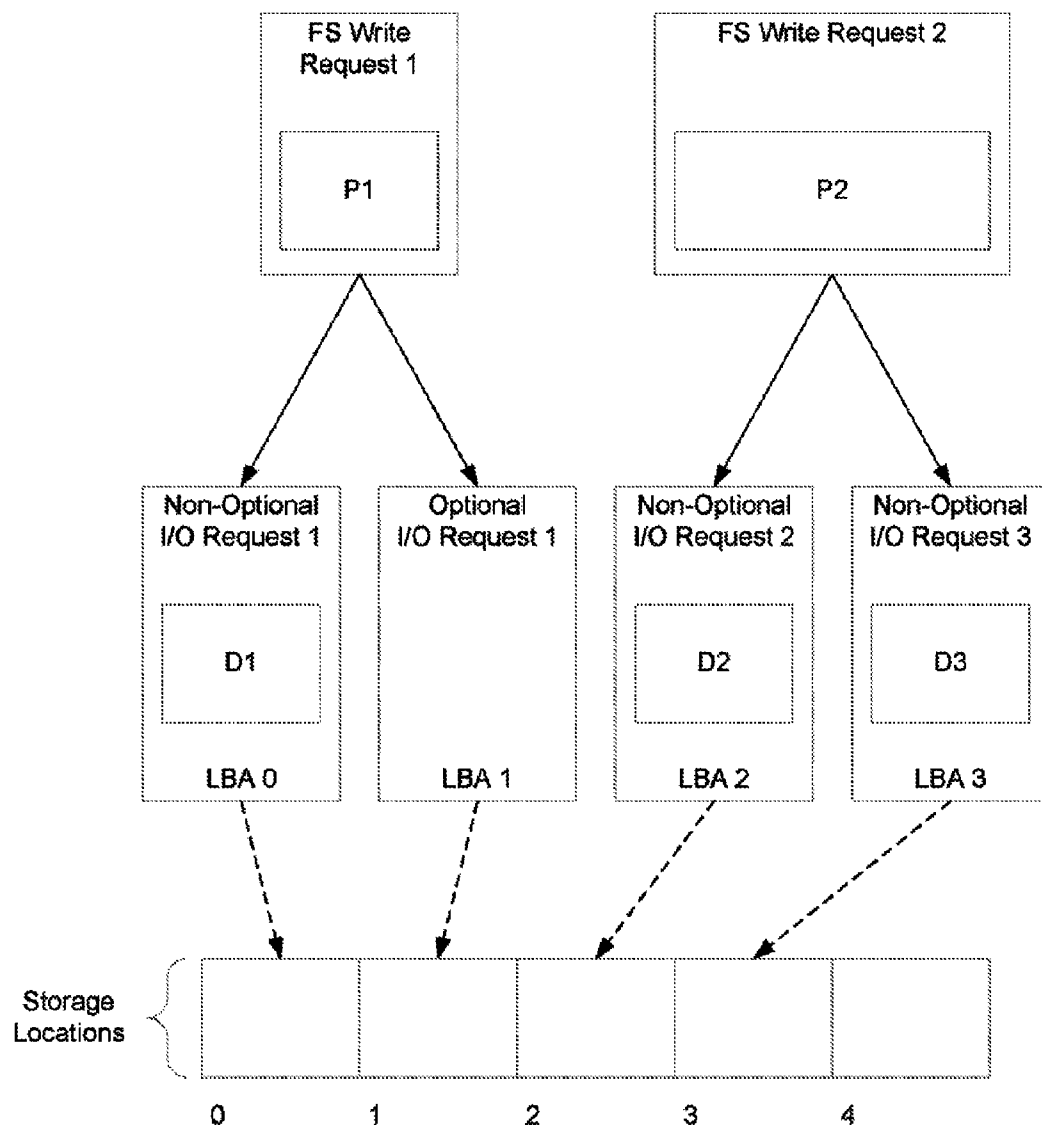 FS Write
Request 1
FS Write Request 2
P1
P2
Non-Optional
I/O Request 1
Optional
I/O Request 1
Non-Optional
I/O Request 2
Non-Optional
I/O Request 3
D1
D2
D3
LBA 0
LBA 1
LBA 2
LBA 3
Storage
Locations
0
1
2
3
4